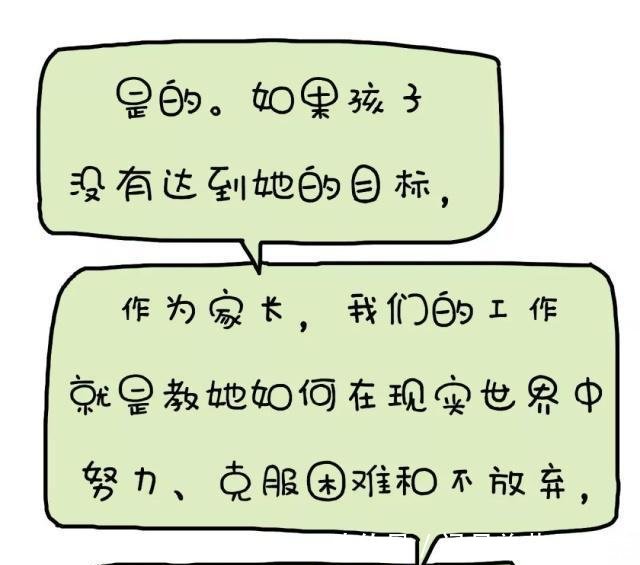 是的。如果孩子
没有达到她的目标，
作为家长，我们的工作
就是教她如何在现实世界中
努力、克服困难和不放弃，